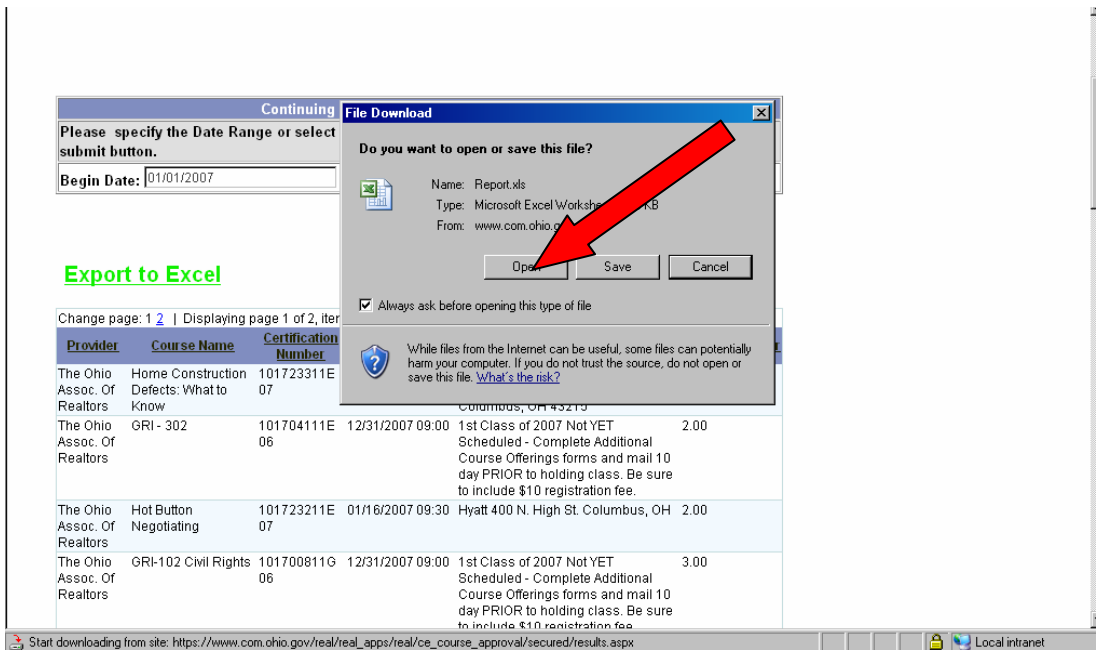 Continuing
Please specify the Date Range or select
submit button.
Begin Date: 01/01/2007
File Download
Do you want to open or save this file?
Name: Report.xls
Type: Microsoft Excel Worksheet KB
From: www.com.ohio.g
Open Save Cancel
Always ask before opening this type of file
While files from the Internet can be useful, some files can potentially
harm your computer. If you do not trust the source, do not open or
save this file. What's the risk?
Export to Excel
Change page: 1 2 | Displaying page 1 of 2, iter
Provider Course Name Certification
Number
The Ohio Home Construction 101723311E
Assoc. Of Defects: What to 07
Realtors Know
Columbus, OH 43215
The Ohio GRI - 302 101704111E 12/31/2007 09:00 1st Class of 2007 Not YET 2.00
Assoc. Of 06 Scheduled - Complete Additional
Realtors Course Offerings forms and mail 10
day PRIOR to holding class. Be sure
to include $10 registration fee.
The Ohio Hot Button 101723211E 01/16/2007 09:30 Hyatt 400 N. High St. Columbus, OH 2.00
Assoc. Of Negotiating 07
Realtors
The Ohio GRI-102 Civil Rights 101700811G 12/31/2007 09:00 1st Class of 2007 Not YET 3.00
Assoc. Of 06 Scheduled - Complete Additional
Realtors Course Offerings forms and mail 10
day PRIOR to holding class. Be sure
to include $10 registration fee
Start downloading from site: https://www.com.ohio.gov/real/real_apps/real/ce_course_approval/secured/results.aspx Local intranet